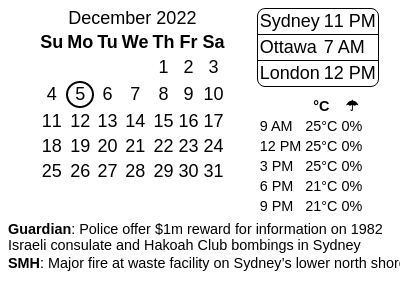 December 2022
Su Mo Tu We Th Fr Sa
1 2 3
4 5 6 7 8 9 10
11 12 13 14 15 16 17
18 19 20 21 22 23 24
25 26 27 28 29 30 31
Sydney 11 PM
Ottawa 7 AM
London 12 PM
°C ☂
9 AM 25°C 0%
12 PM 25°C 0%
3 PM 25°C 0%
6 PM 21°C 0%
9 PM 21°C 0%
Guardian: Police offer $1m reward for information on 1982
Israeli consulate and Hakoah Club bombings in Sydney
SMH: Major fire at waste facility on Sydney's lower north shor